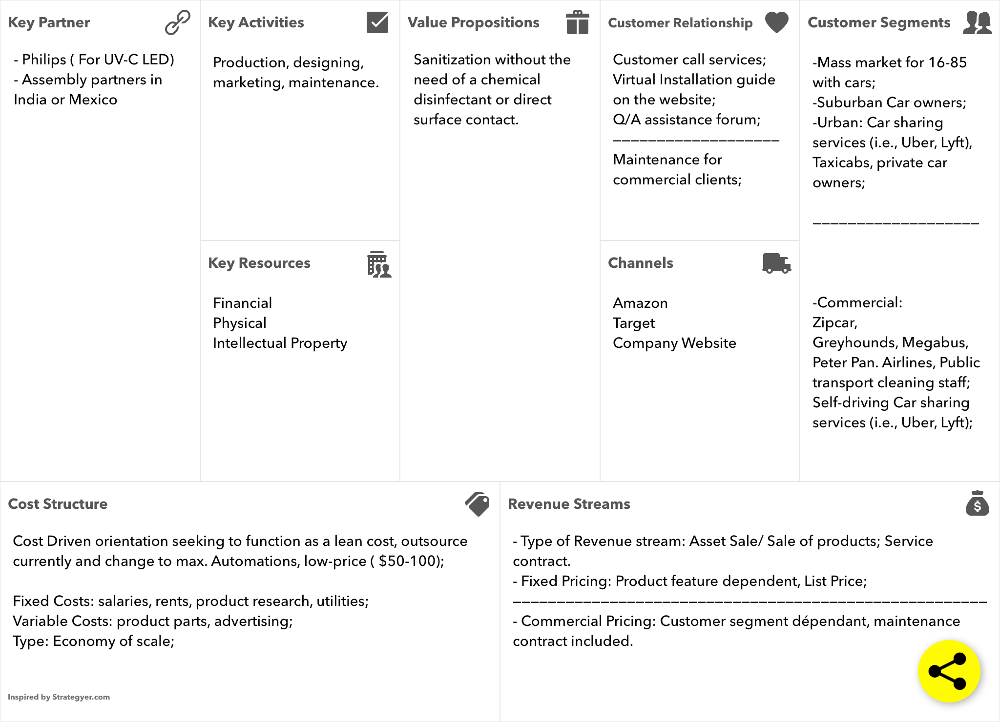 Key Partner
- Philips ( For UV-C LED)
- Assembly partners in
India or Mexico
Key Activities
Production, designing,
marketing, maintenance.
Key Resources
Financial
Physical
Intellectual Property
Value Propositions
Sanitization without the
need of a chemical
disinfectant or direct
surface contact.
Customer Relationship
Customer call services;
Virtual Installation guide
on the website;
Q/A assistance forum;
___________________
Maintenance for
commercial clients;
Channels
Amazon
Target
Company Website
Customer Segments
-Mass market for 16-85
with cars;
-Suburban Car owners;
-Urban: Car sharing
services (i.e., Uber, Lyft),
Taxicabs, private car
owners;
___________________
-Commercial:
Zipcar,
Greyhounds, Megabus,
Peter Pan. Airlines, Public
transport cleaning staff;
Self-driving Car sharing
services (i.e., Uber, Lyft);
Cost Structure
Cost Driven orientation seeking to function as a lean cost, outsource
currently and change to max. Automations, low-price ( $50-100);
Fixed Costs: salaries, rents, product research, utilities;
Variable Costs: product parts, advertising;
Type: Economy of scale;
Inspired by Strategyer.com
Revenue Streams
$
- Type of Revenue stream: Asset Sale/ Sale of products; Service
contract.
- Fixed Pricing: Product feature dependent, List Price;
______________________________________________________
- Commercial Pricing: Customer segment dépendant, maintenance
contract included.